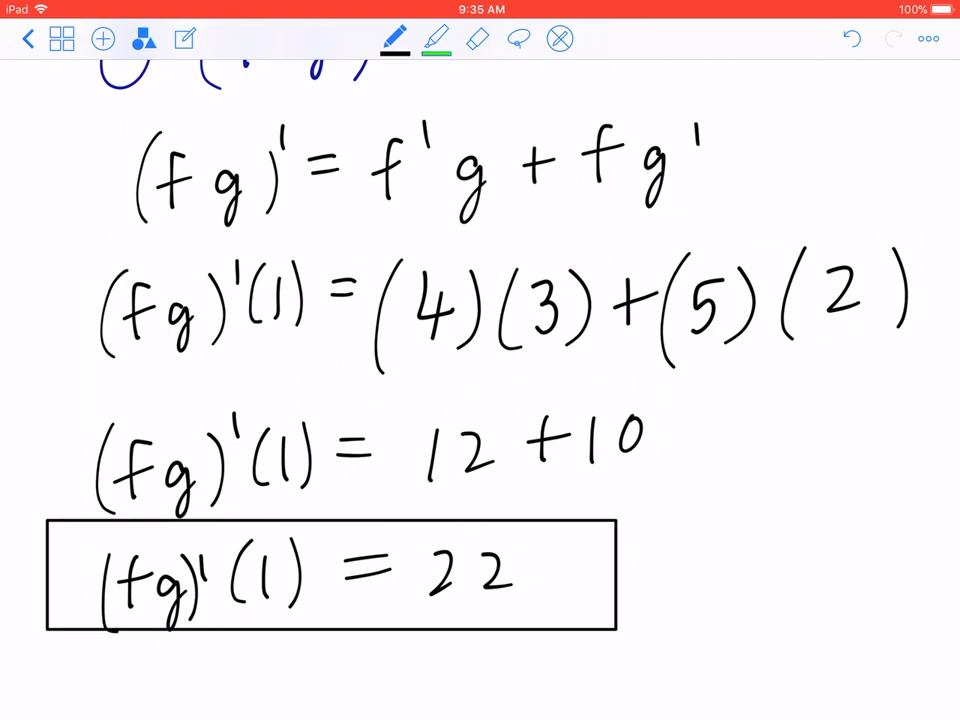 iPad 9:35 AM 100%
(fg)' = f'g + fg'
(fg)'(1) = (4)(3) + (5)(2)
(fg)'(1) = 12 + 10
(fg)'(1) = 22